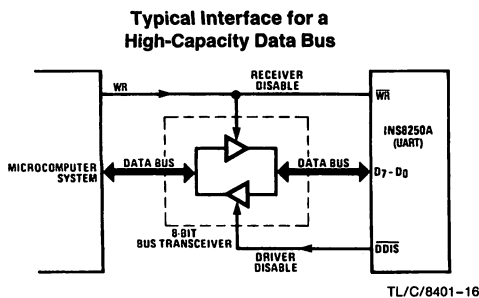 Typical Interface for a
High-Capacity Data Bus
WR
RECEIVER
DISABLE
WR
INS8250A
(UART)
MICROCOMPUTER
SYSTEM
DATA BUS
DATA BUS
D7 - D0
8-BIT
BUS TRANSCEIVER
DRIVER
DISABLE
DDIS
TL/C/8401-16